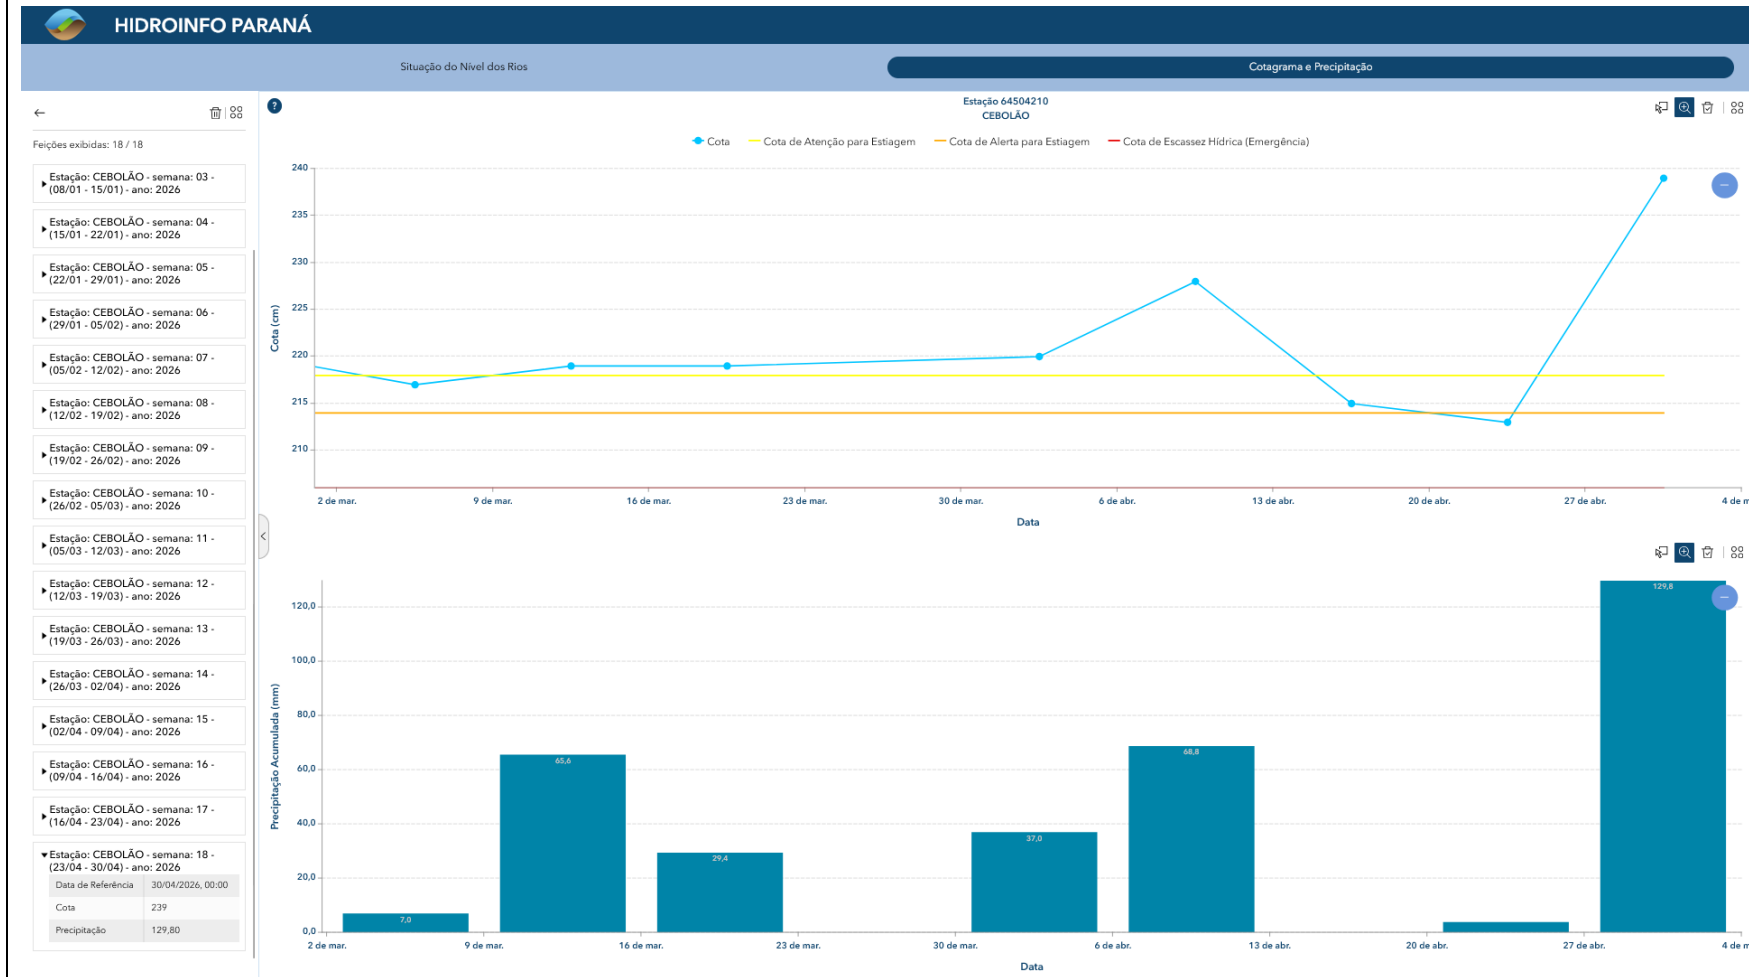 HIDROINFO PARANÁ
Situação do Nível dos Rios
Cotagrama e Precipitação
Feições exibidas: 18 / 18
Estação: CEBOLÃO - semana: 03 -
(08/01 - 15/01) - ano: 2026
Estação: CEBOLÃO - semana: 04 -
(15/01 - 22/01) - ano: 2026
Estação: CEBOLÃO - semana: 05 -
(22/01 - 29/01) - ano: 2026
Estação: CEBOLÃO - semana: 06 -
(29/01 - 05/02) - ano: 2026
Estação: CEBOLÃO - semana: 07 -
(05/02 - 12/02) - ano: 2026
Estação: CEBOLÃO - semana: 08 -
(12/02 - 19/02) - ano: 2026
Estação: CEBOLÃO - semana: 09 -
(19/02 - 26/02) - ano: 2026
Estação: CEBOLÃO - semana: 10 -
(26/02 - 05/03) - ano: 2026
Estação: CEBOLÃO - semana: 11 -
(05/03 - 12/03) - ano: 2026
Estação: CEBOLÃO - semana: 12 -
(12/03 - 19/03) - ano: 2026
Estação: CEBOLÃO - semana: 13 -
(19/03 - 26/03) - ano: 2026
Estação: CEBOLÃO - semana: 14 -
(26/03 - 02/04) - ano: 2026
Estação: CEBOLÃO - semana: 15 -
(02/04 - 09/04) - ano: 2026
Estação: CEBOLÃO - semana: 16 -
(09/04 - 16/04) - ano: 2026
Estação: CEBOLÃO - semana: 17 -
(16/04 - 23/04) - ano: 2026
Estação: CEBOLÃO - semana: 18 -
(23/04 - 30/04) - ano: 2026
Data de Referência 30/04/2026, 00:00
Cota 239
Precipitação 129,80
?
Estação 64504210
CEBOLÃO
Cota Cota de Atenção para Estiagem Cota de Alerta para Estiagem Cota de Escassez Hídrica (Emergência)
Cota (cm)
240
235
230
225
220
215
210
2 de mar. 9 de mar. 16 de mar. 23 de mar. 30 de mar. 6 de abr. 13 de abr. 20 de abr. 27 de abr. 4 de m
Data
Precipitação Acumulada (mm)
120,0
100,0
80,0
60,0
40,0
20,0
0,0
7,0
65,6
29,4
37,0
68,8
129,8
2 de mar. 9 de mar. 16 de mar. 23 de mar. 30 de mar. 6 de abr. 13 de abr. 20 de abr. 27 de abr. 4 de m
Data